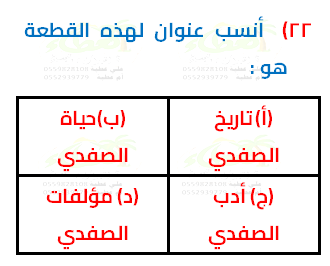 ٢٢) أنسب عنوان لهذه القطعة
هو :
(أ) تاريخ
الصفدي
(ب) حياة
الصفدي
(ج) أدب
الصفدي
(د) مؤلفات
الصفدي